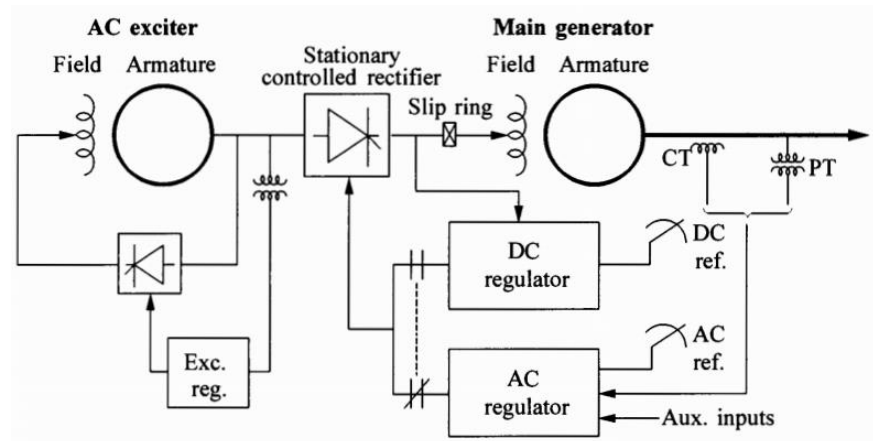 AC exciter
Main generator
Field
Armature
Stationary
controlled rectifier
Field
Armature
Slip ring
CT
PT
DC
regulator
DC
ref.
Exc.
reg.
AC
regulator
AC
ref.
Aux. inputs